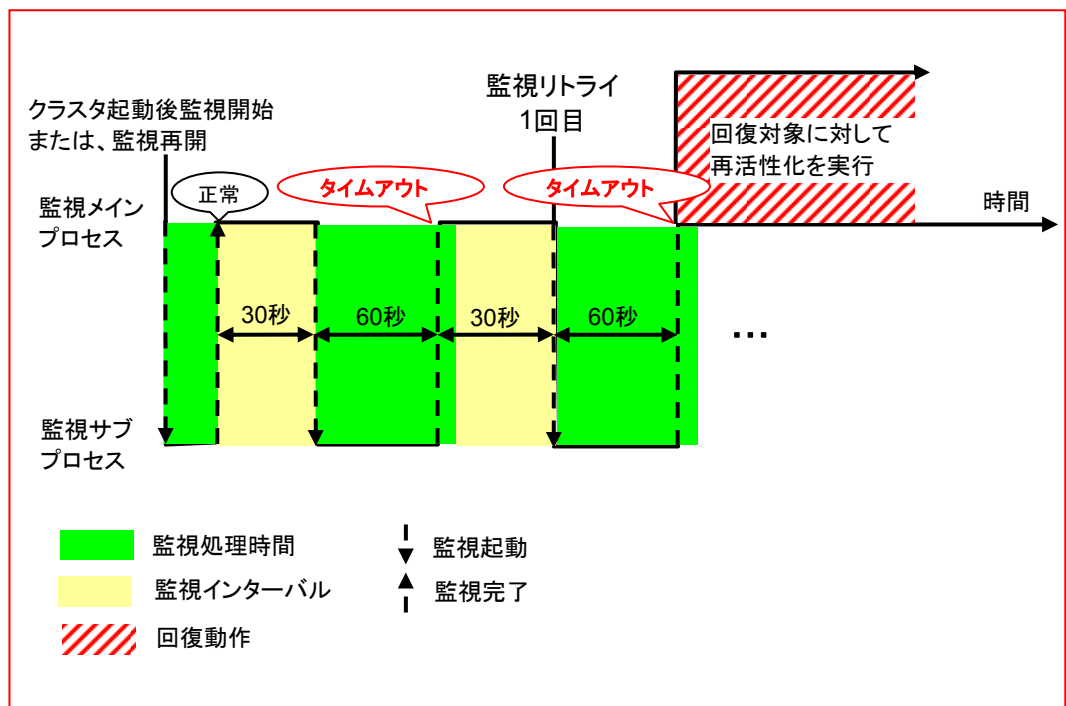 クラスタ起動後監視開始
または、監視再開
監視リトライ
1回目
回復対象に対して
再活性化を実行
正常
タイムアウト
タイムアウト
時間
監視メイン
プロセス
30秒
60秒
30秒
60秒
...
監視サブ
プロセス
監視処理時間
監視起動
監視インターバル
監視完了
回復動作